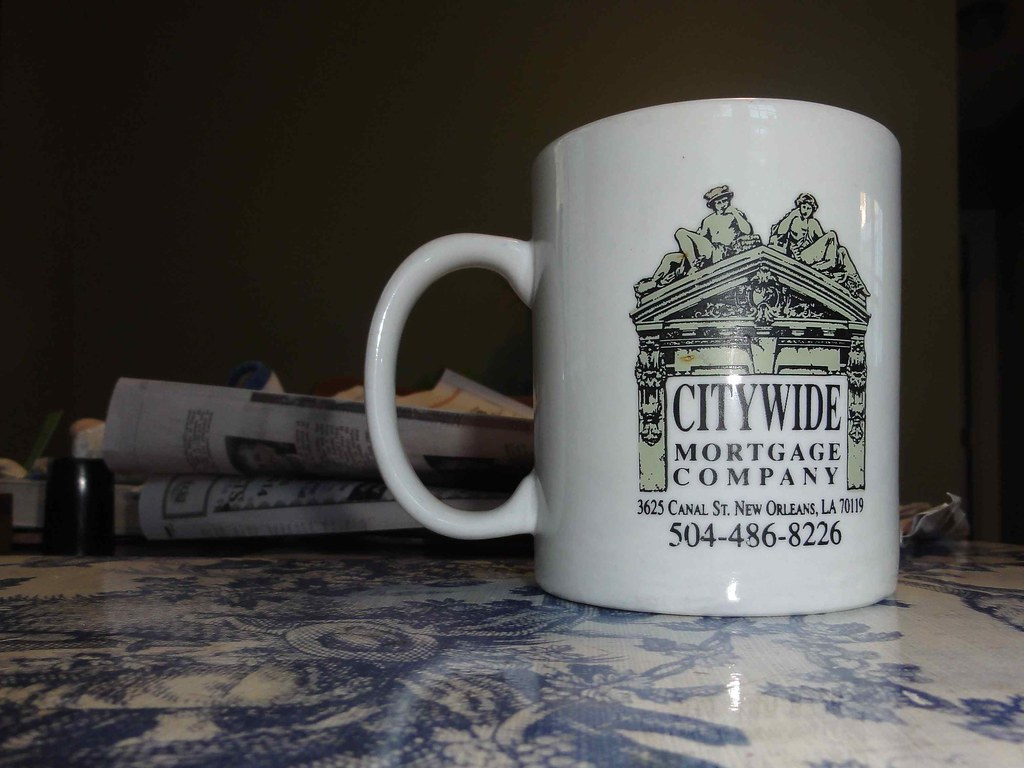 CITYWIDE
MORTGAGE
COMPANY
3625 CANAL ST. NEW ORLEANS, LA 70119
504-486-8226